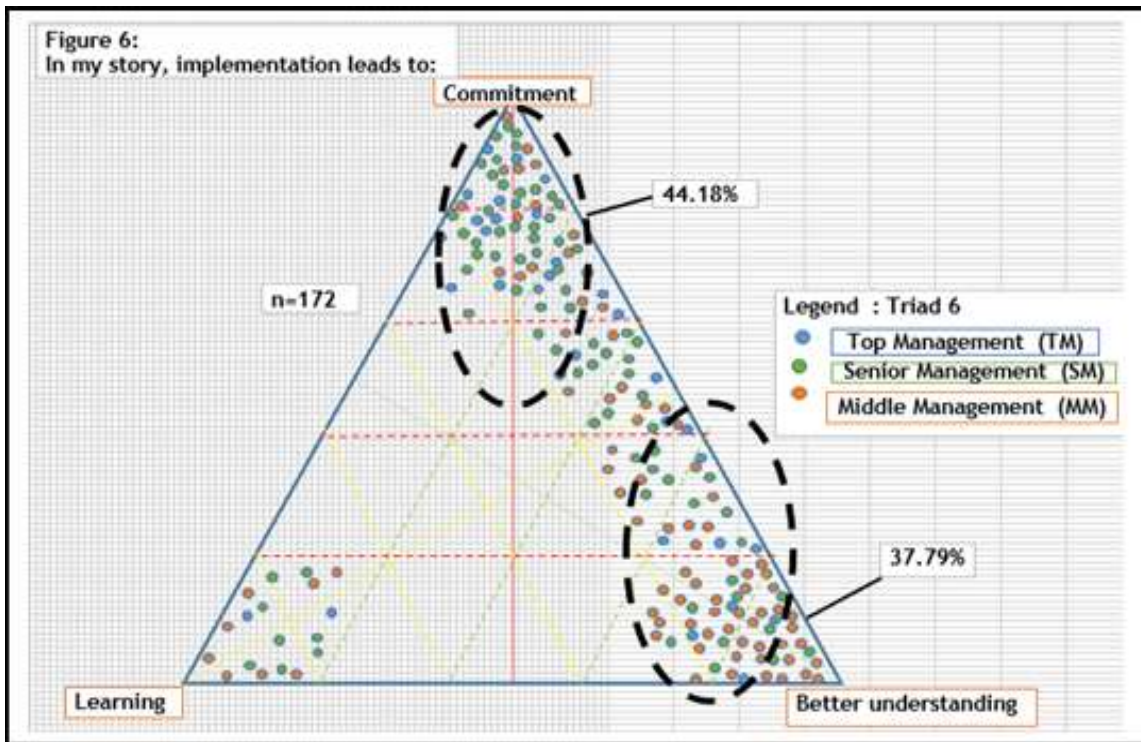 Figure 6:
In my story, implementation leads to:
Commitment
44.18%
n=172
Legend : Triad 6
Top Management (TM)
Senior Management (SM)
Middle Management (MM)
37.79%
Learning
Better understanding